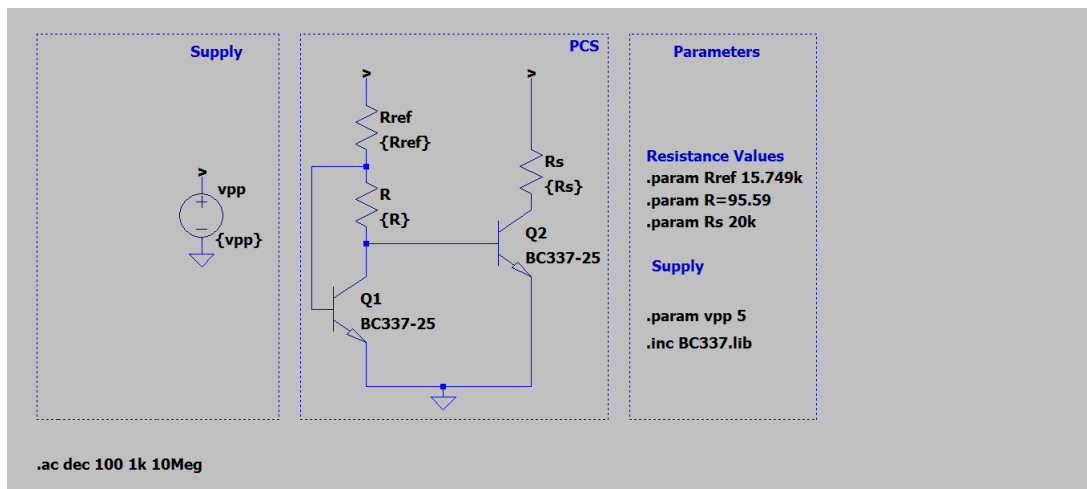 Supply
v
vpp
{vpp}
PCS
v
v
Rref
{Rref}
R
{R}
Rs
{Rs}
Q1
BC337-25
Q2
BC337-25
Parameters
Resistance Values
.param Rref 15.749k
.param R=95.59
.param Rs 20k
Supply
.param vpp 5
.inc BC337.lib
.ac dec 100 1k 10Meg